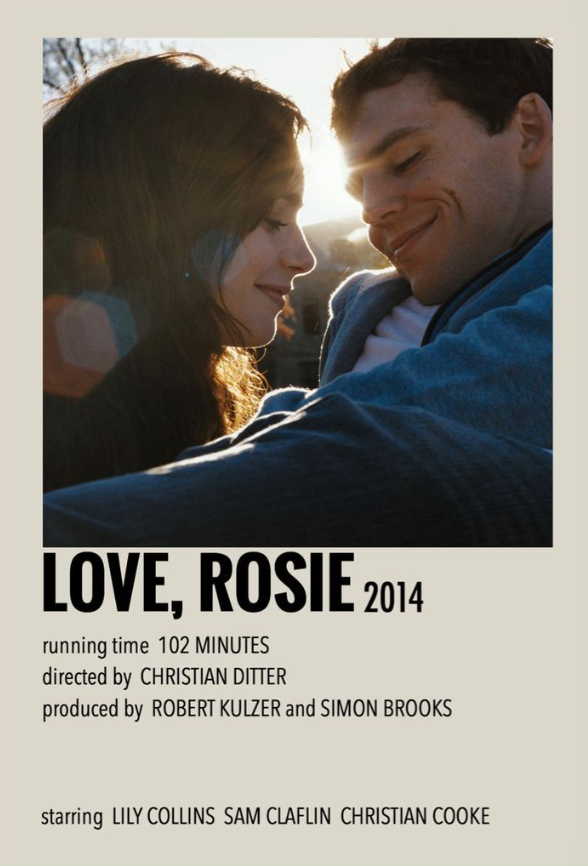 LOVE, ROSIE 2014
running time 102 MINUTES
directed by CHRISTIAN DITTER
produced by ROBERT KULZER and SIMON BROOKS
starring LILY COLLINS SAM CLAFLIN CHRISTIAN COOKE